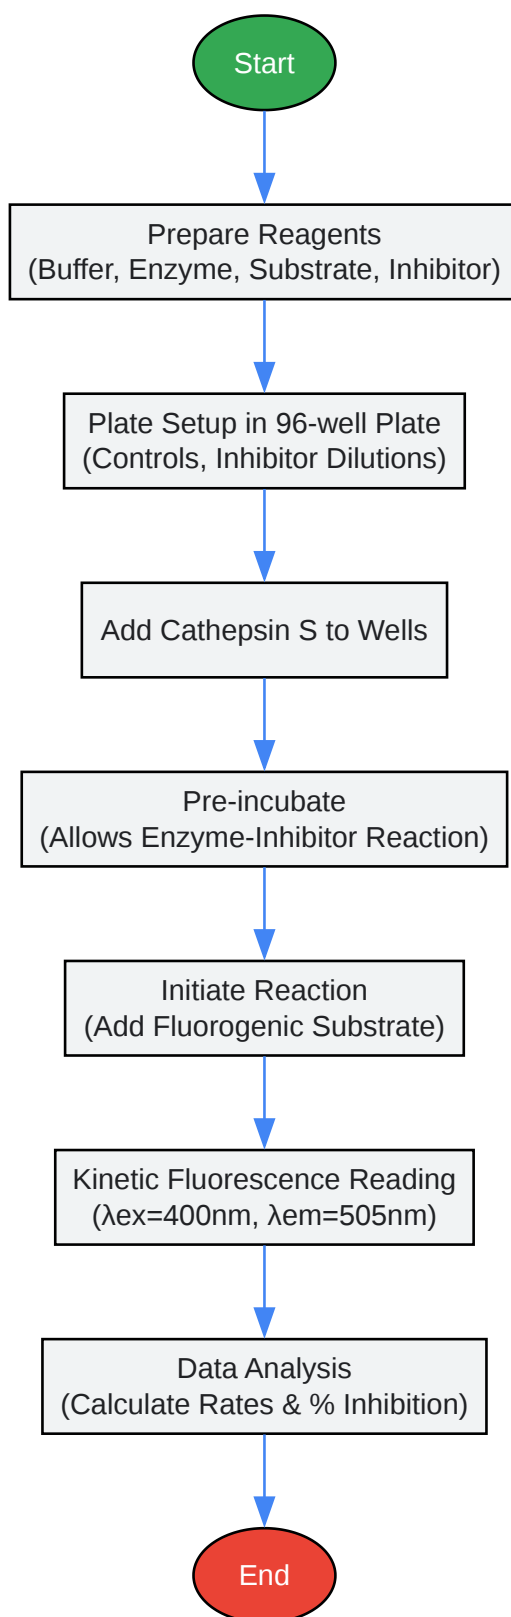 Start
Prepare Reagents
(Buffer, Enzyme, Substrate, Inhibitor)
Plate Setup in 96-well Plate
(Controls, Inhibitor Dilutions)
Add Cathepsin S to Wells
Pre-incubate
(Allows Enzyme-Inhibitor Reaction)
Initiate Reaction
(Add Fluorogenic Substrate)
Kinetic Fluorescence Reading
(λex=400nm, λem=505nm)
Data Analysis
(Calculate Rates & % Inhibition)
End